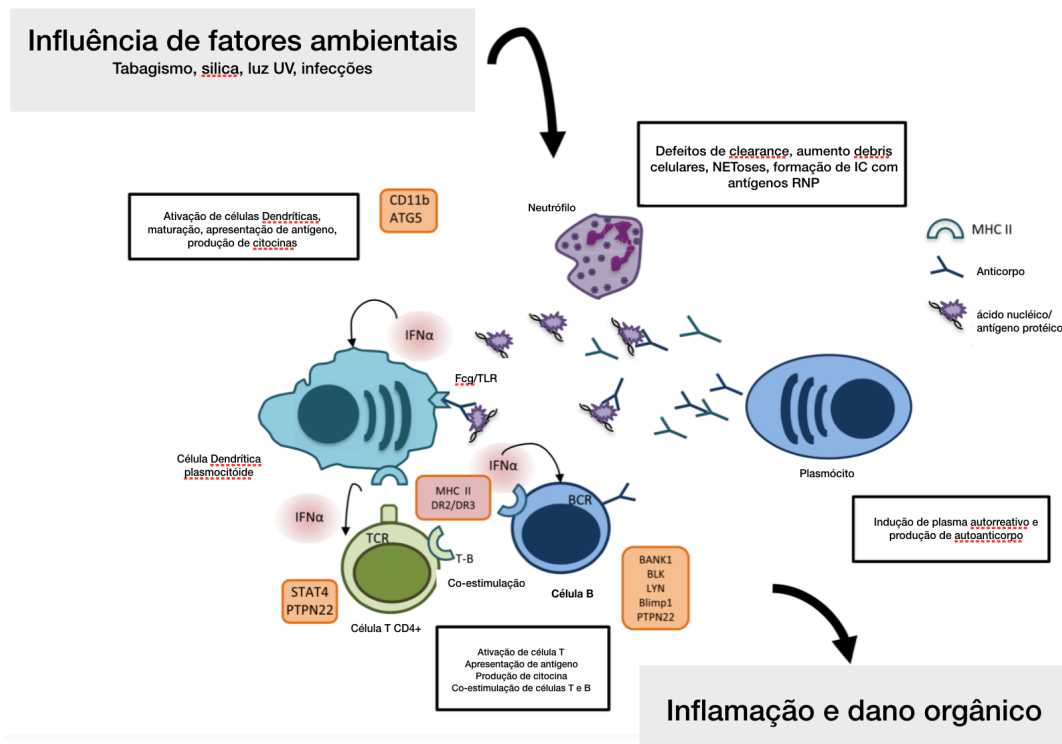 Influência de fatores ambientais
Tabagismo, silica, luz UV, infecções
Defeitos de clearance, aumento debris
celulares, NEToses, formação de IC com
antígenos RNP
CD11b
ATG5
Ativação de células Dendríticas,
maturação, apresentação de antígeno,
produção de citocinas
Neutrófilo
MHC II
Anticorpo
ácido nucléico/
antígeno protéico
IFNα
Fcg/TLR
Célula Dendrítica
plasmocitóide
Plasmócito
IFNα
MHC II
DR2/DR3
BCR
IFNα
TCR
T-B
Co-estimulação
Célula B
STAT4
PTPN22
Célula T CD4+
BANK1
BLK
LYN
Blimp1
PTPN22
Indução de plasma autorreativo e
produção de autoanticorpo
Ativação de célula T
Apresentação de antígeno
Produção de citocina
Co-estimulação de células T e B
Inflamação e dano orgânico